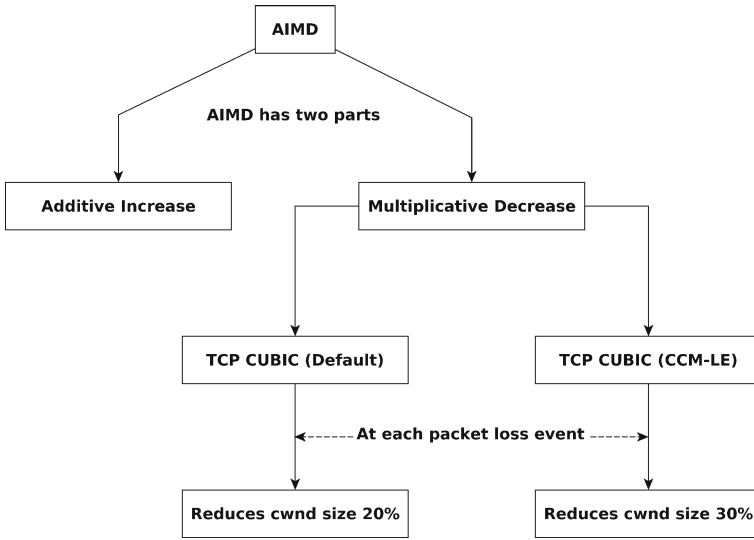 AIMD
AIMD has two parts
Additive Increase
Multiplicative Decrease
TCP CUBIC (Default)
TCP CUBIC (CCM-LE)
At each packet loss event
Reduces cwnd size 20%
Reduces cwnd size 30%